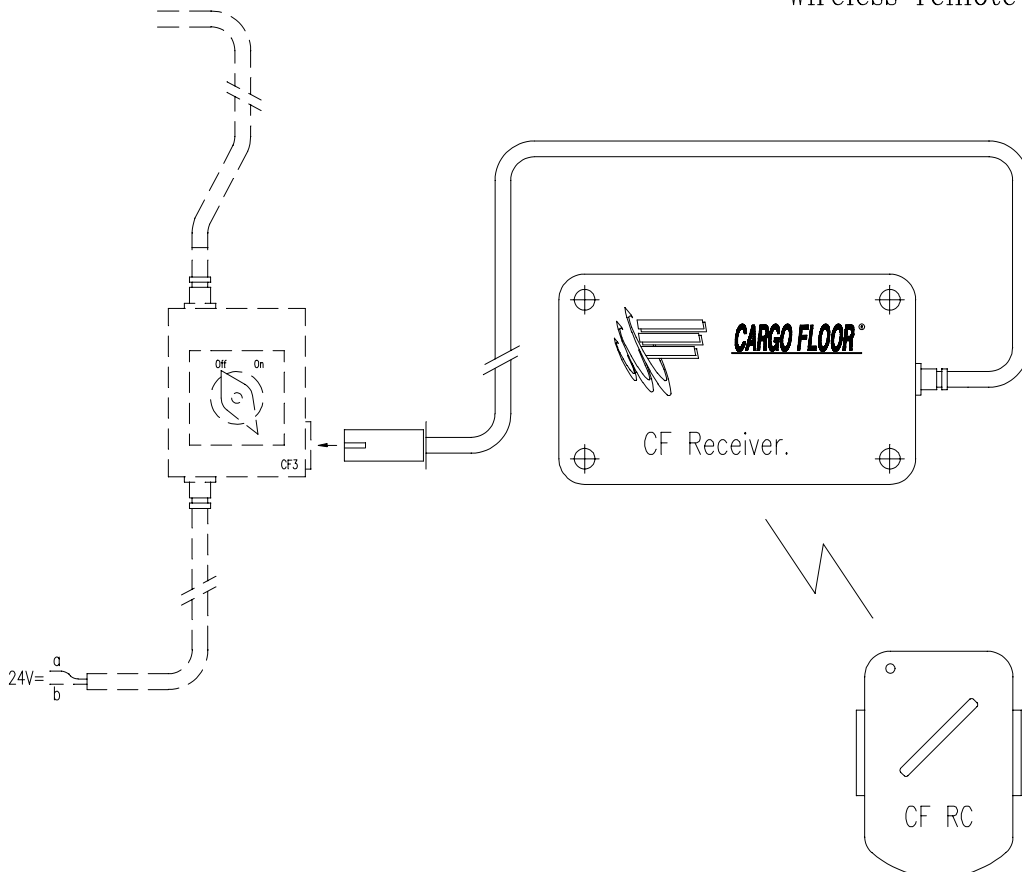 wireless remote
CARGO FLOOR®
Off On
CF Receiver.
CF3
a
24V=
b
CF RC